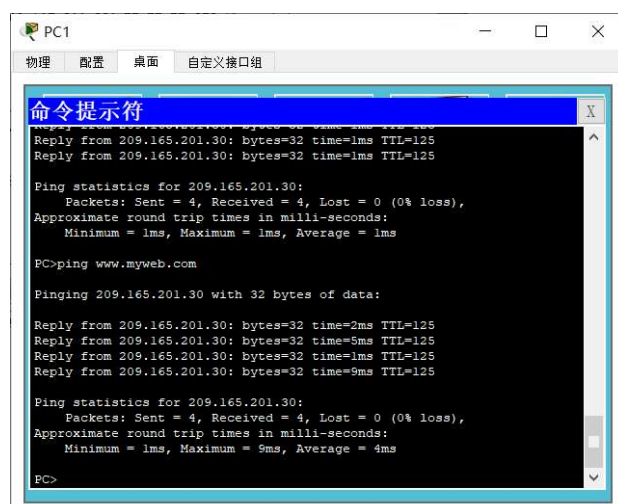 PC1
物理 配置 桌面 自定义接口组
命令提示符 X
Reply from 209.165.201.30: bytes=32 time=1ms TTL=125
Reply from 209.165.201.30: bytes=32 time=1ms TTL=125
Ping statistics for 209.165.201.30:
Packets: Sent = 4, Received = 4, Lost = 0 (0% loss),
Approximate round trip times in milli-seconds:
Minimum = 1ms, Maximum = 1ms, Average = 1ms
PC>ping www.myweb.com
Pinging 209.165.201.30 with 32 bytes of data:
Reply from 209.165.201.30: bytes=32 time=2ms TTL=125
Reply from 209.165.201.30: bytes=32 time=5ms TTL=125
Reply from 209.165.201.30: bytes=32 time=1ms TTL=125
Reply from 209.165.201.30: bytes=32 time=9ms TTL=125
Ping statistics for 209.165.201.30:
Packets: Sent = 4, Received = 4, Lost = 0 (0% loss),
Approximate round trip times in milli-seconds:
Minimum = 1ms, Maximum = 9ms, Average = 4ms
PC>